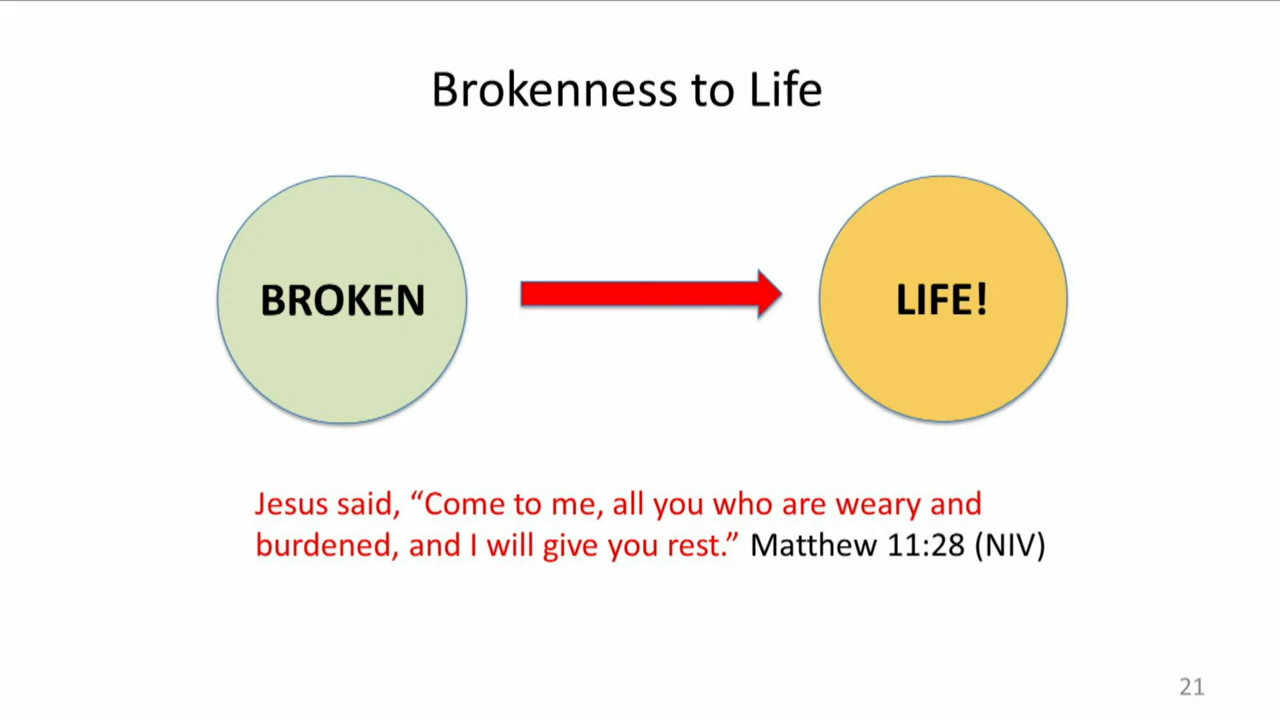 Brokenness to Life
BROKEN
LIFE!
Jesus said, “Come to me, all you who are weary and
burdened, and I will give you rest.” Matthew 11:28 (NIV)
21